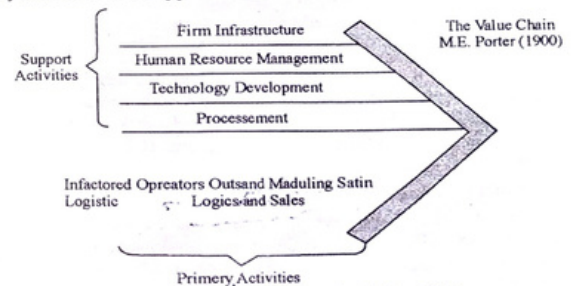 The Value Chain
M.E. Porter (1900)
Firm Infrastructure
Support
Activities
Human Resource Management
Technology Development
Processement
Infactored Opreators Outsand Maduling Satin
Logistic Logics and Sales
Primery Activities